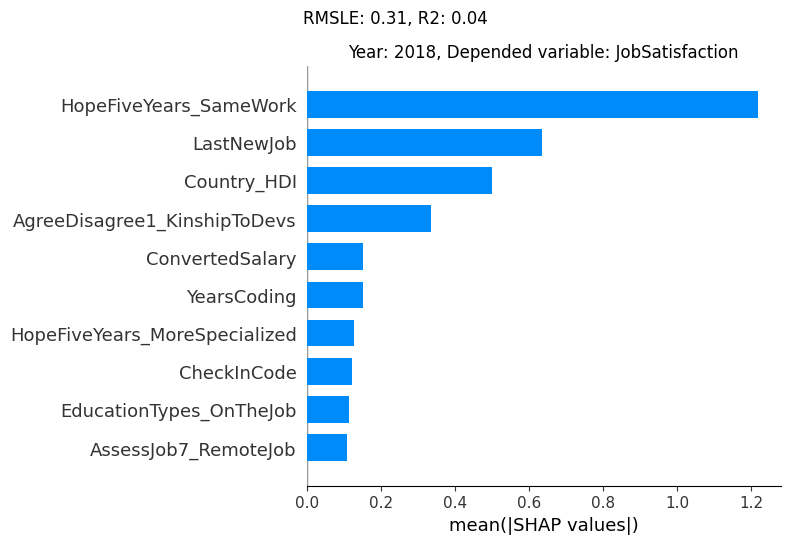 RMSLE: 0.31, R2: 0.04
Year: 2018, Depended variable: JobSatisfaction
HopeFiveYears_SameWork
LastNewJob
Country_HDI
AgreeDisagree1_KinshipToDevs
ConvertedSalary
YearsCoding
HopeFiveYears_MoreSpecialized
CheckInCode
EducationTypes_OnTheJob
AssessJob7_RemoteJob
0.0 0.2 0.4 0.6 0.8 1.0 1.2
mean(|SHAP values|)